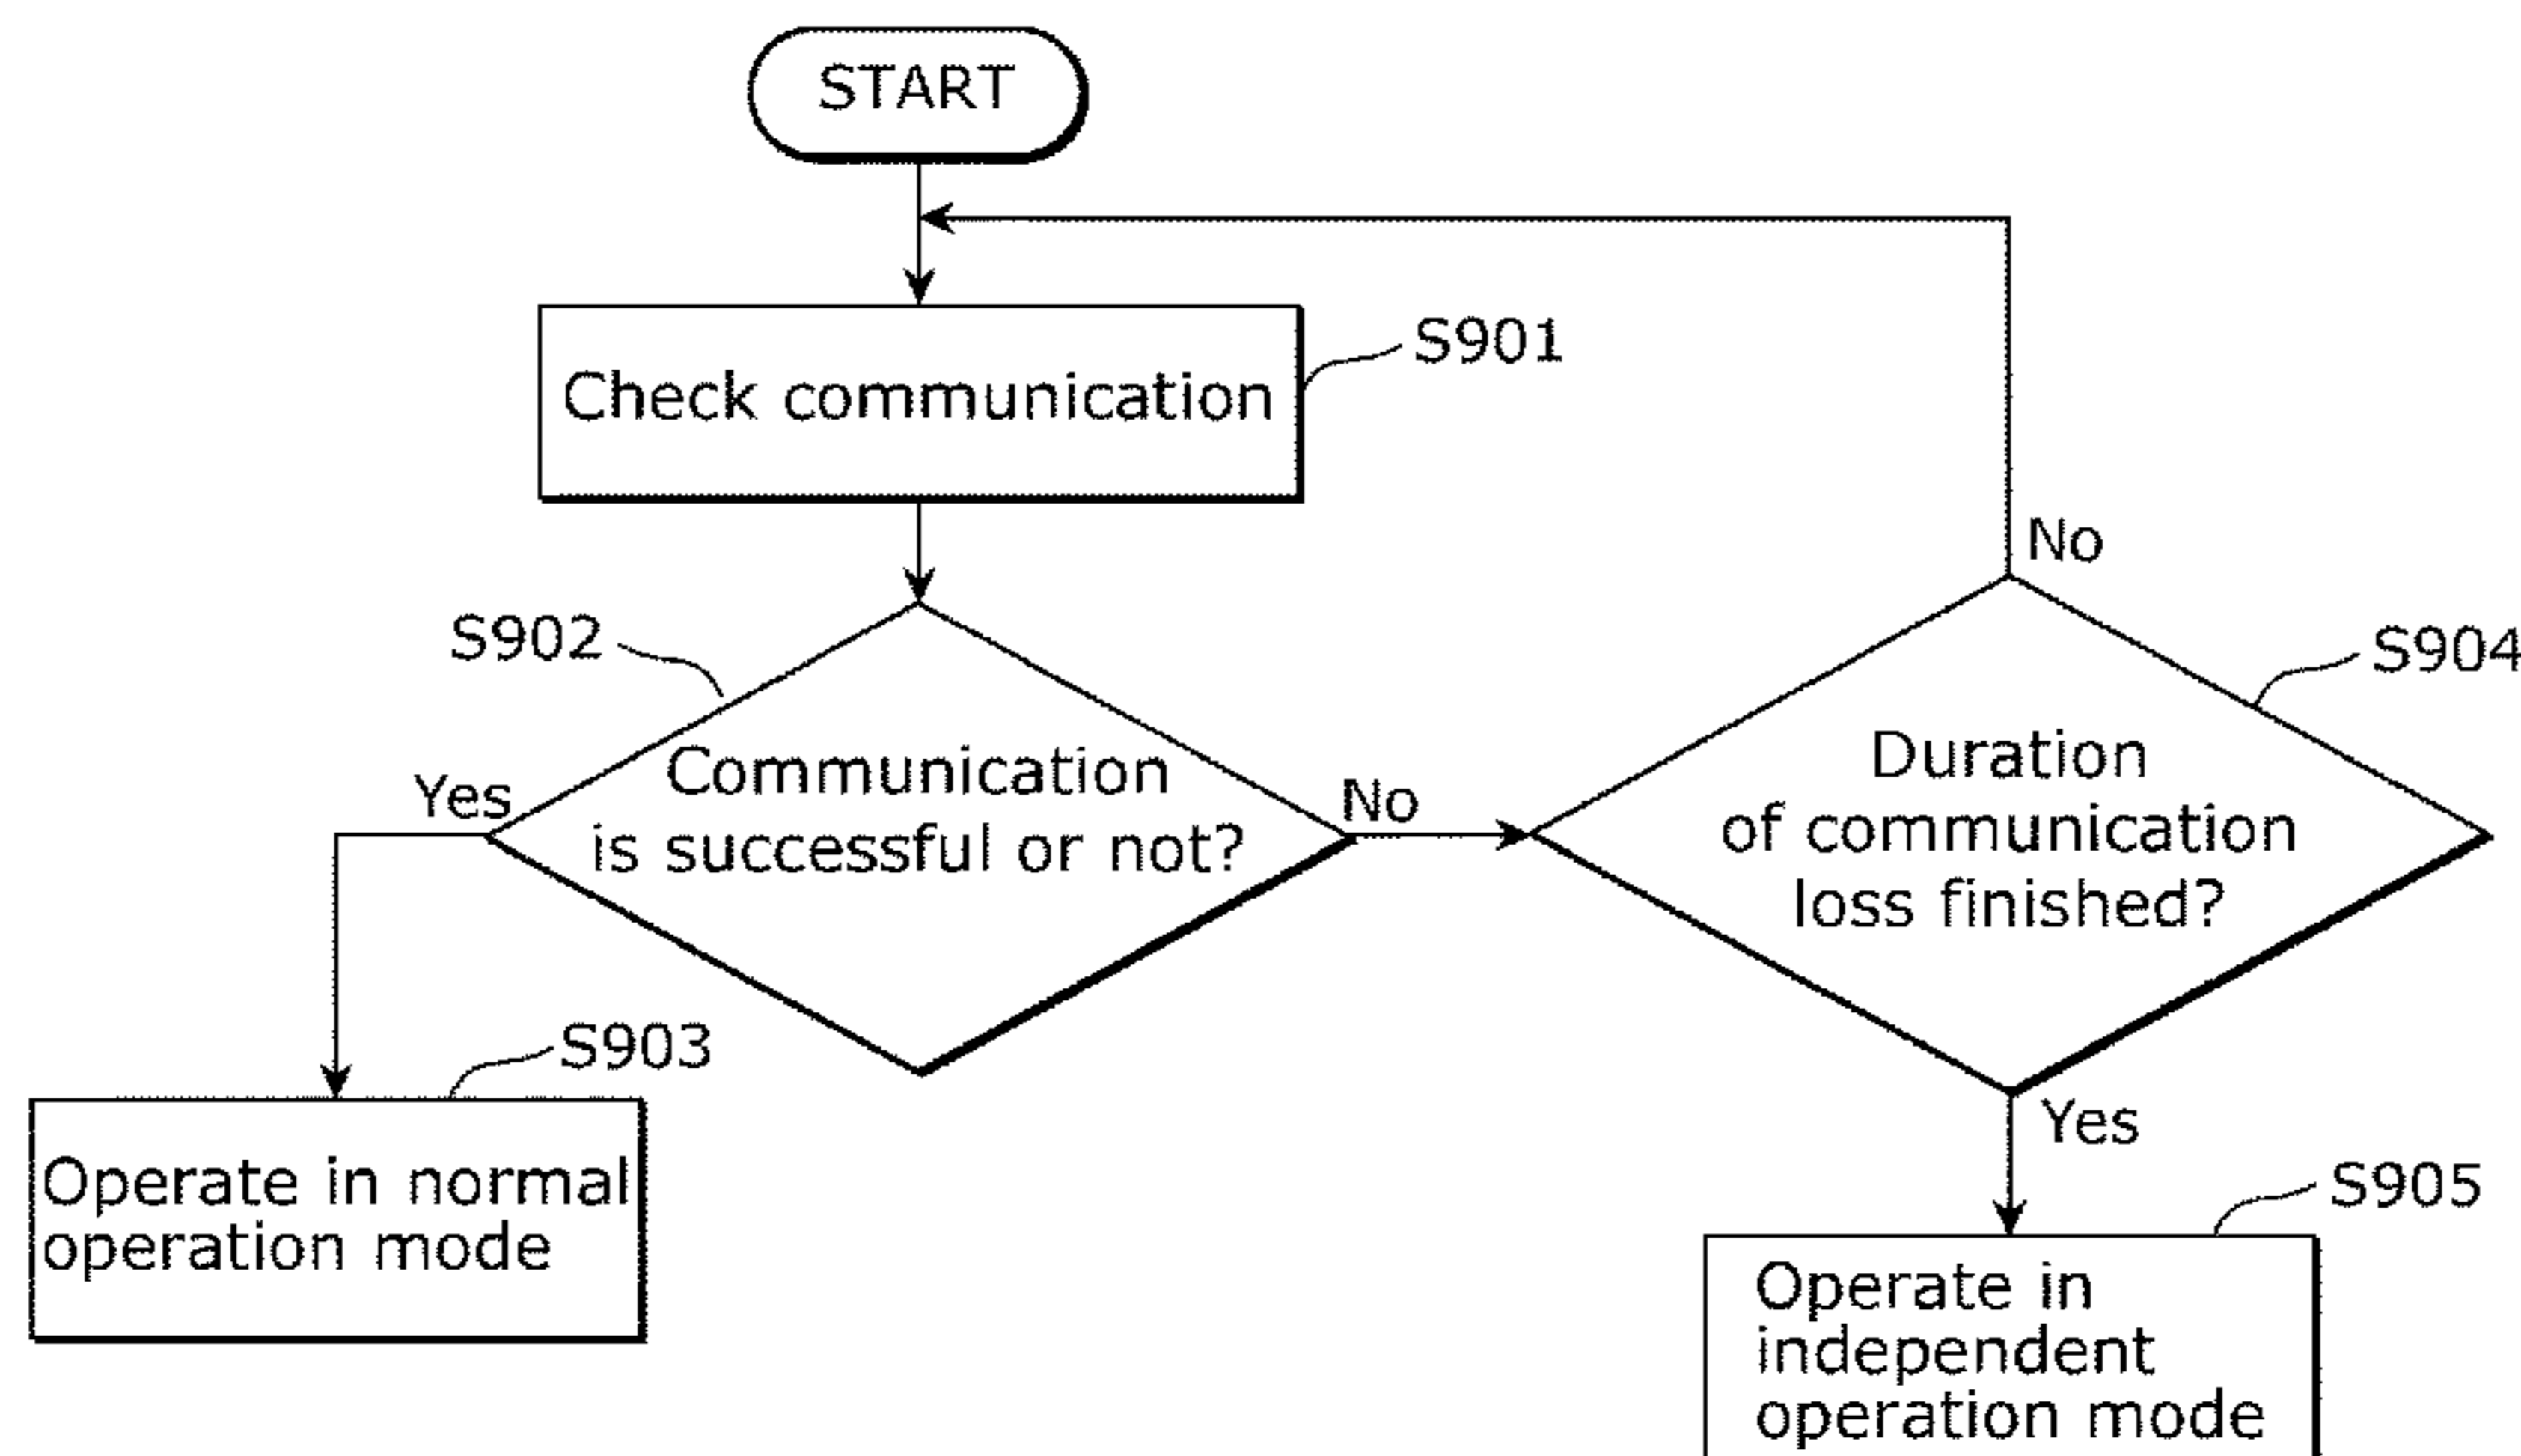 START
Check communication
S901
S902
Communication
is successful or not?
Yes
No
No
S904
Duration
of communication
loss finished?
Yes
S903
Operate in normal
operation mode
S905
Operate in
independent
operation mode